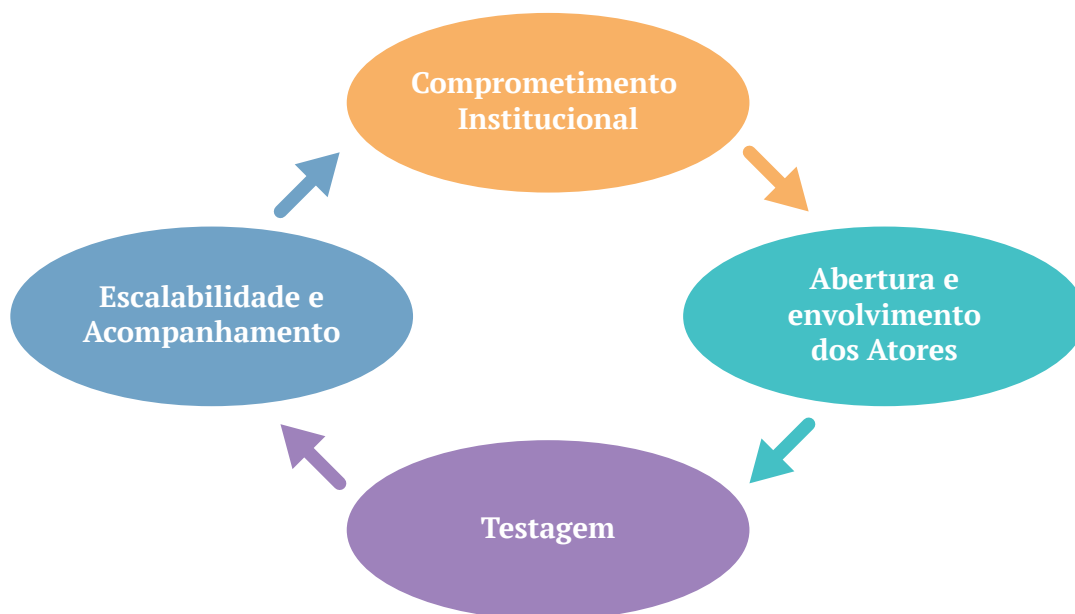 Comprometimento
Institucional
Abertura e
envolvimento
dos Atores
Testagem
Escalabilidade e
Acompanhamento